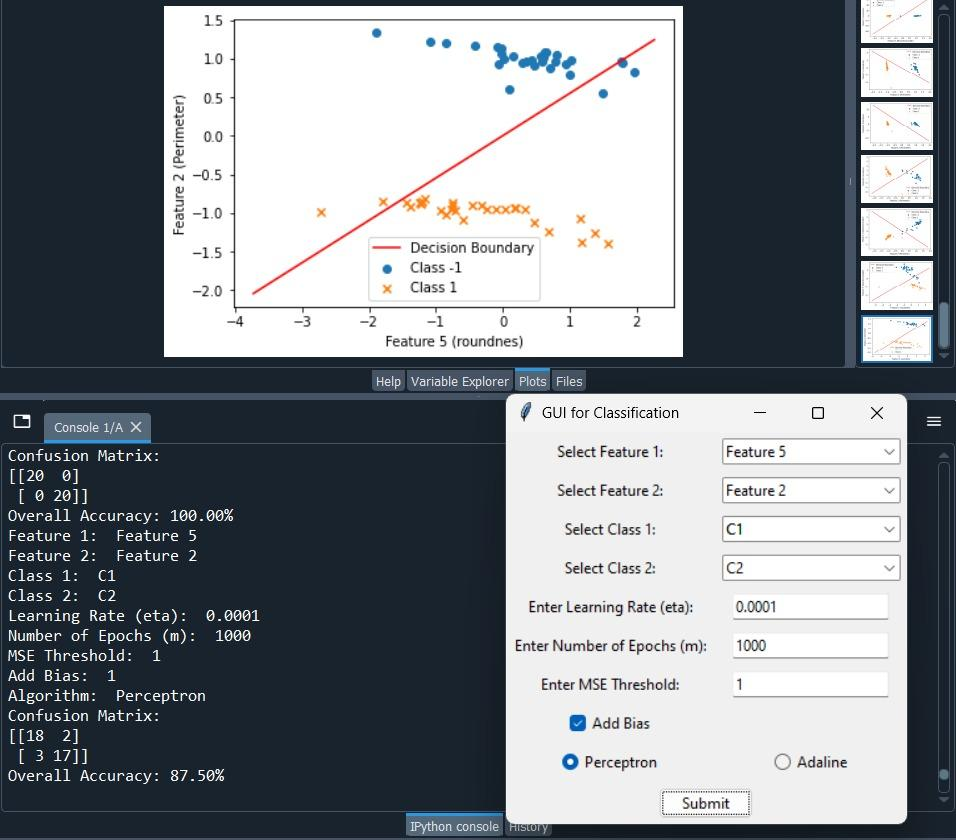 1.5
1.0
0.5
0.0
−0.5
−1.0
−1.5
−2.0
Feature 2 (Perimeter)
Decision Boundary
Class -1
Class 1
−4 −3 −2 −1 0 1 2
Feature 5 (roundnes)
Help Variable Explorer Plots Files
Console 1/A
Confusion Matrix:
[[20 0]
[ 0 20]]
Overall Accuracy: 100.00%
Feature 1: Feature 5
Feature 2: Feature 2
Class 1: C1
Class 2: C2
Learning Rate (eta): 0.0001
Number of Epochs (m): 1000
MSE Threshold: 1
Add Bias: 1
Algorithm: Perceptron
Confusion Matrix:
[[18 2]
[ 3 17]]
Overall Accuracy: 87.50%
GUI for Classification
Select Feature 1: Feature 5
Select Feature 2: Feature 2
Select Class 1: C1
Select Class 2: C2
Enter Learning Rate (eta): 0.0001
Enter Number of Epochs (m): 1000
Enter MSE Threshold: 1
Add Bias
Perceptron Adaline
Submit
IPython console History